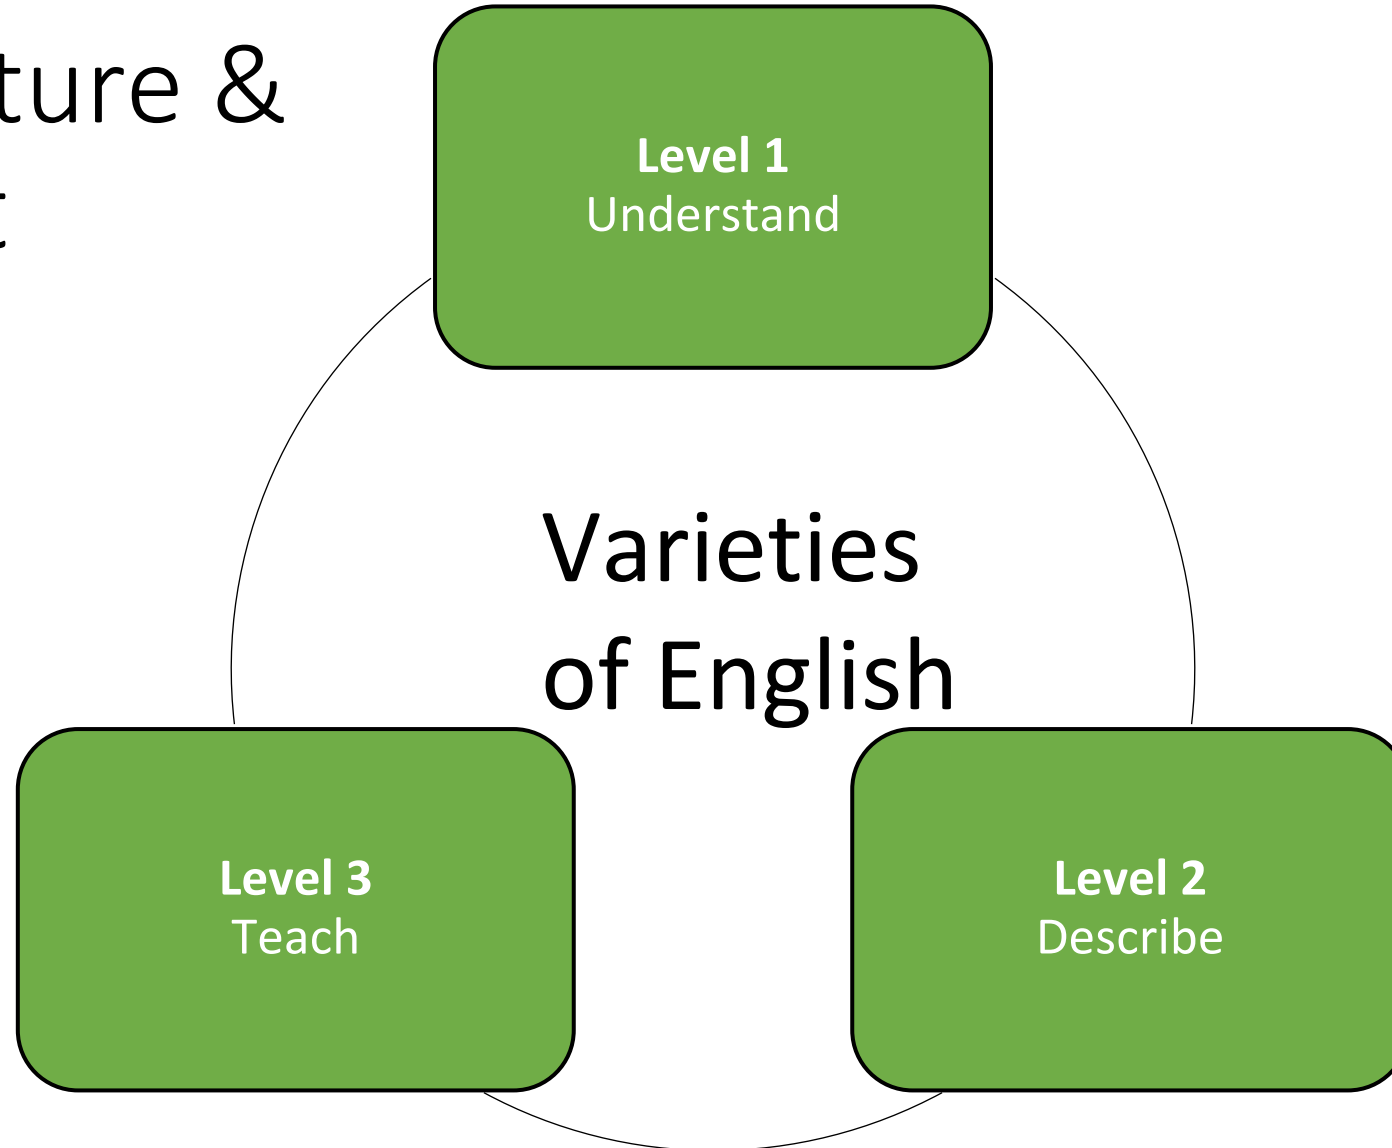 ture &
t
Level 1
Understand
Varieties
of English
Level 3
Teach
Level 2
Describe